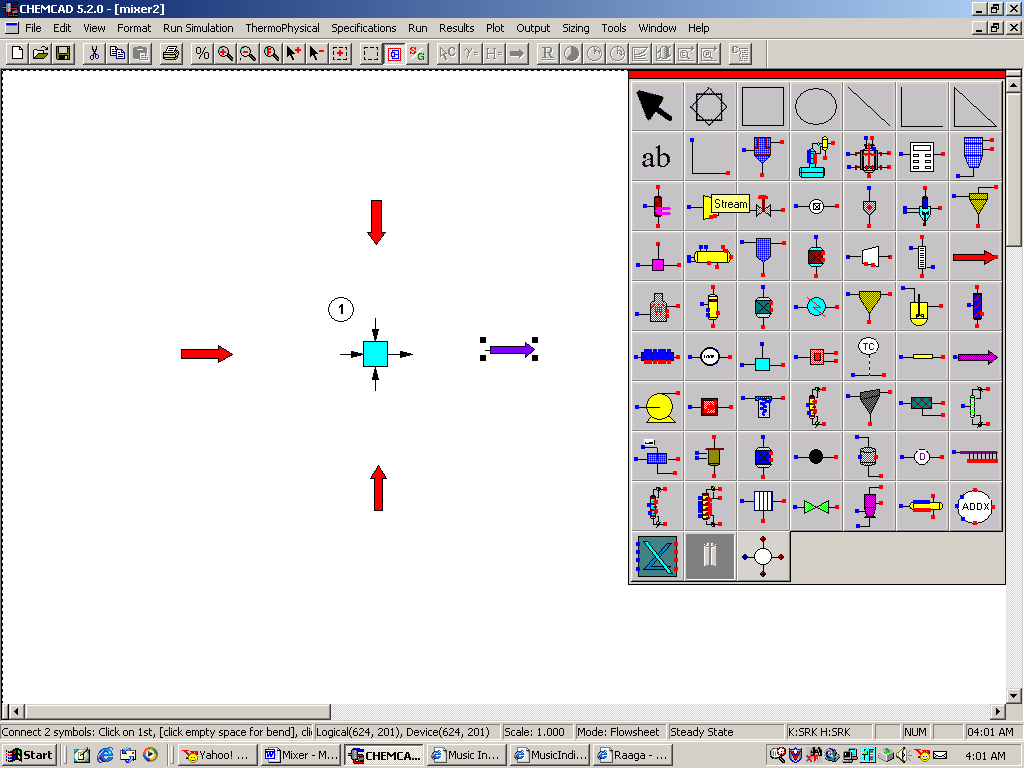 CHEMCAD 5.2.0 - [mixer2]
File Edit View Format Run Simulation ThermoPhysical Specifications Run Results Plot Output Sizing Tools Window Help
ab
Stream
1
TC
D
ADDX
Connect 2 symbols: Click on 1st, [click empty space for bend], cli Logical(624, 201), Device(624, 201) Scale: 1.000 Mode: Flowsheet Steady State K:SRK H:SRK NUM 04:01 AM
Start Yahoo! ... Mixer - M... CHEMCA... Music In... MusicIndi... Raaga - ... 4:01 AM